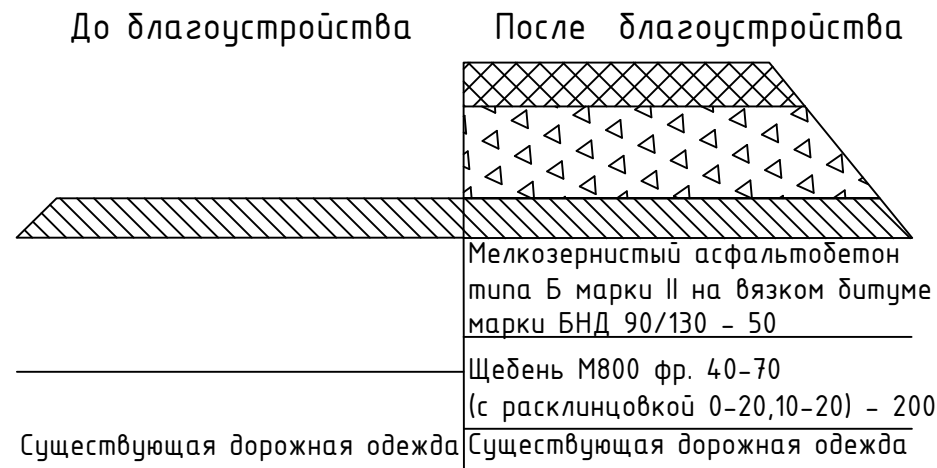 До благоустройства
После благоустройства
Мелкозернистый асфальтобетон
типа Б марки II на вязком битуме
марки БНД 90/130 - 50
Щебень М800 фр. 40-70
(с расклинцовкой 0-20,10-20) - 200
Существующая дорожная одежда
Существующая дорожная одежда